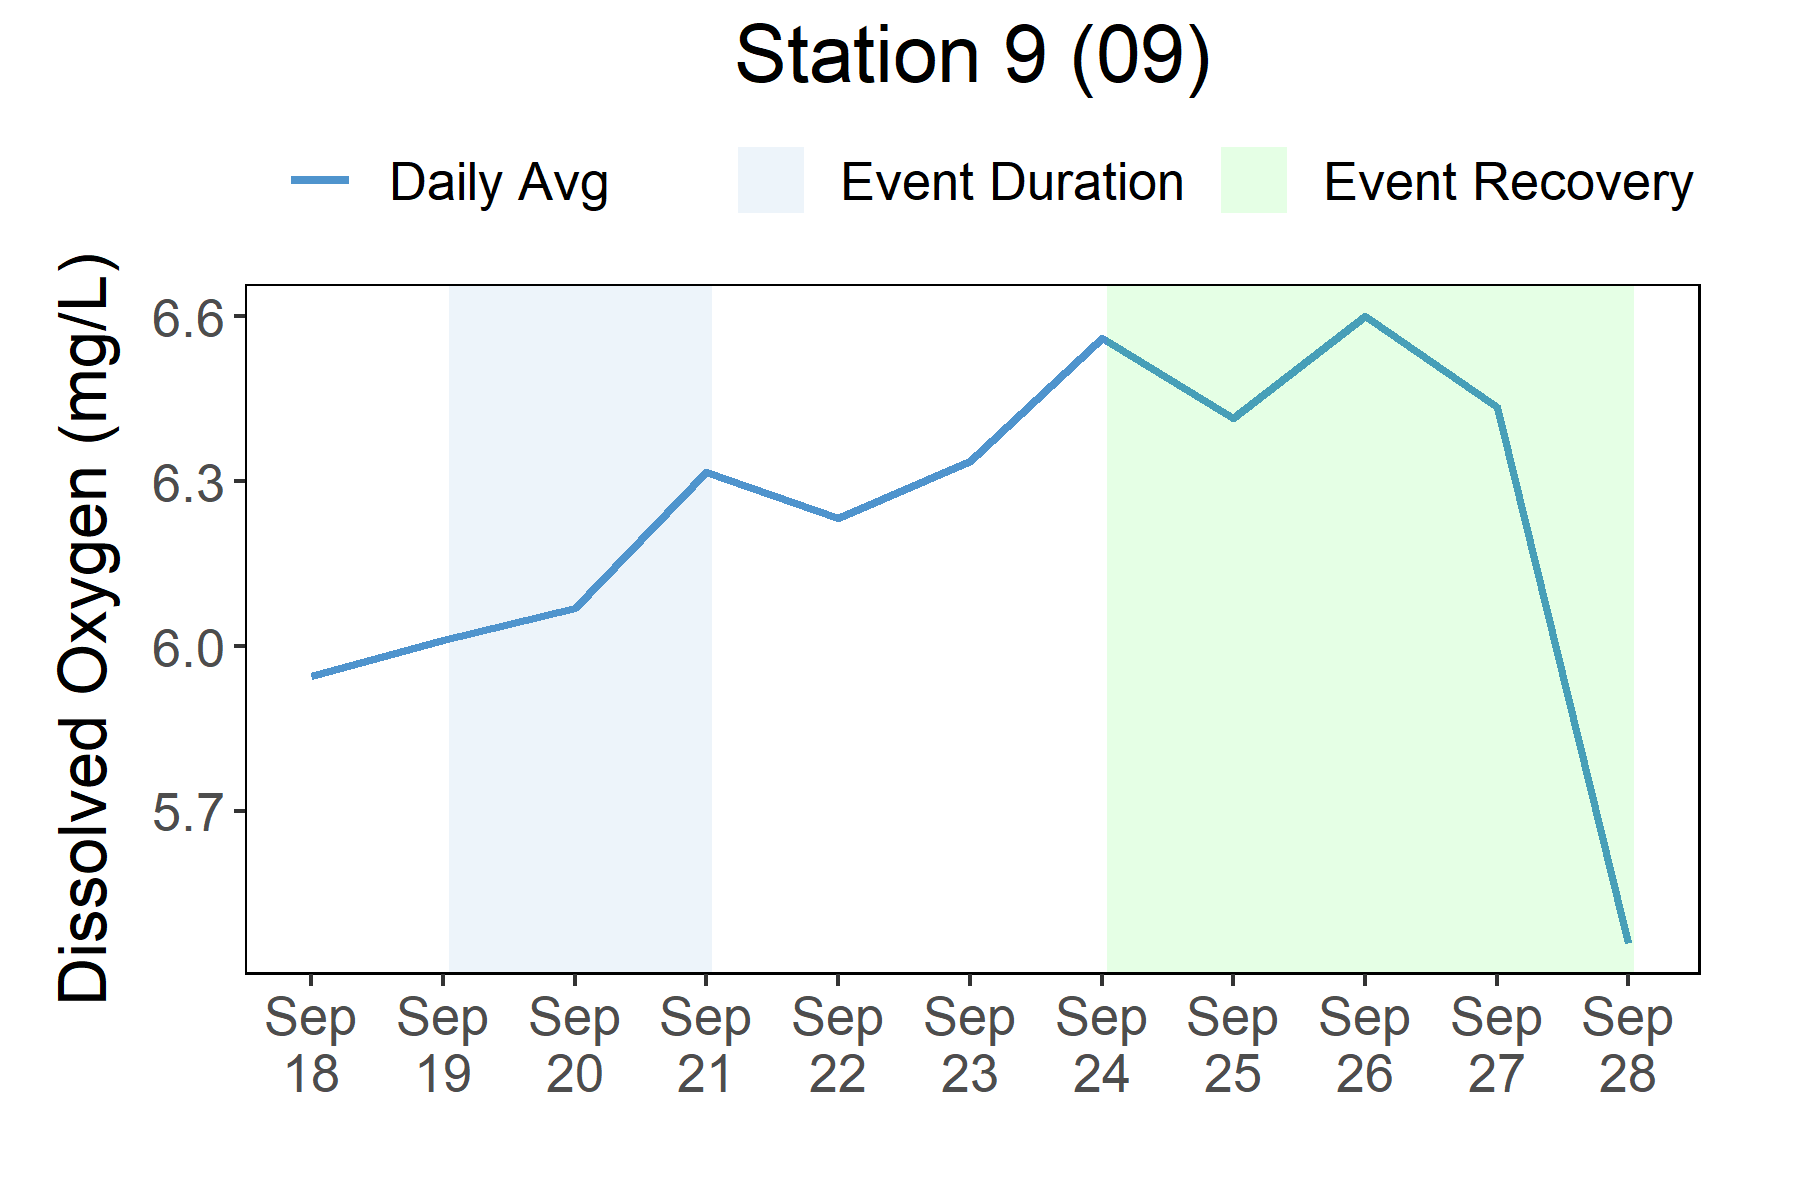 Station 9 (09)
Daily Avg Event Duration Event Recovery
Dissolved Oxygen (mg/L)
6.6
6.3
6.0
5.7
Sep Sep Sep Sep Sep Sep Sep Sep Sep Sep Sep
18 19 20 21 22 23 24 25 26 27 28